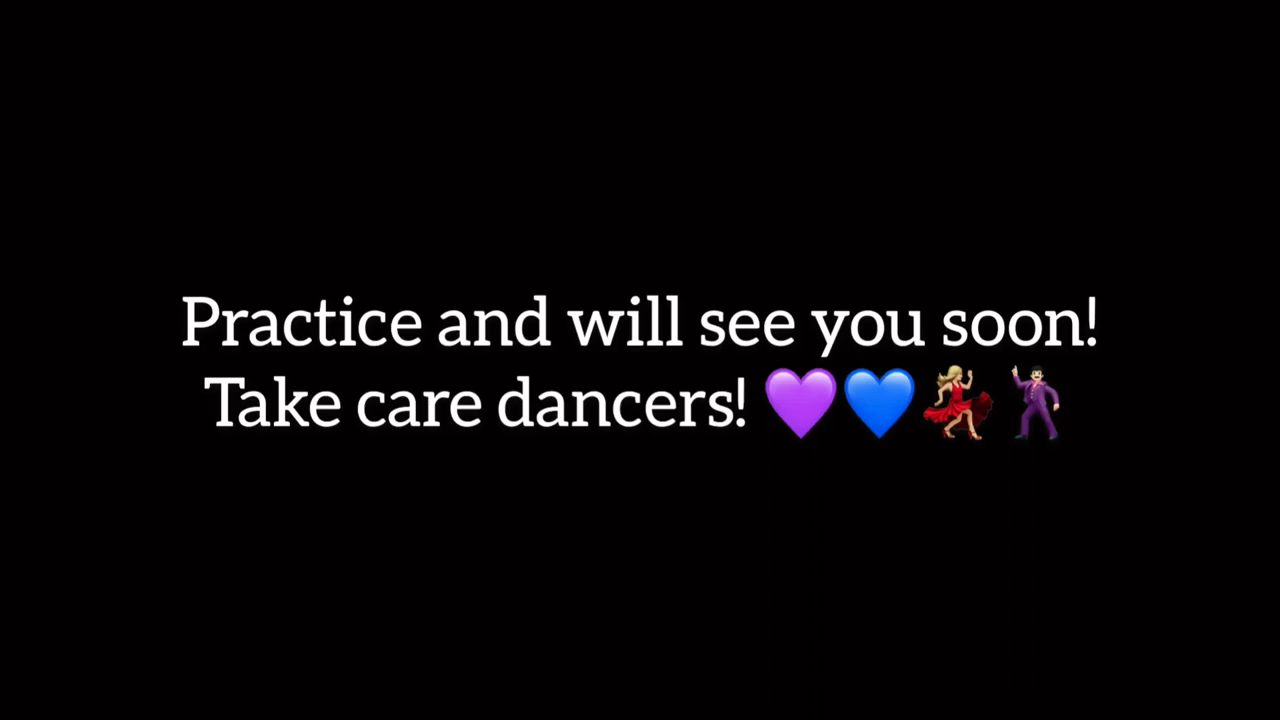 Practice and will see you soon!
Take care dancers! 💜💙💃🏼🕺🏻